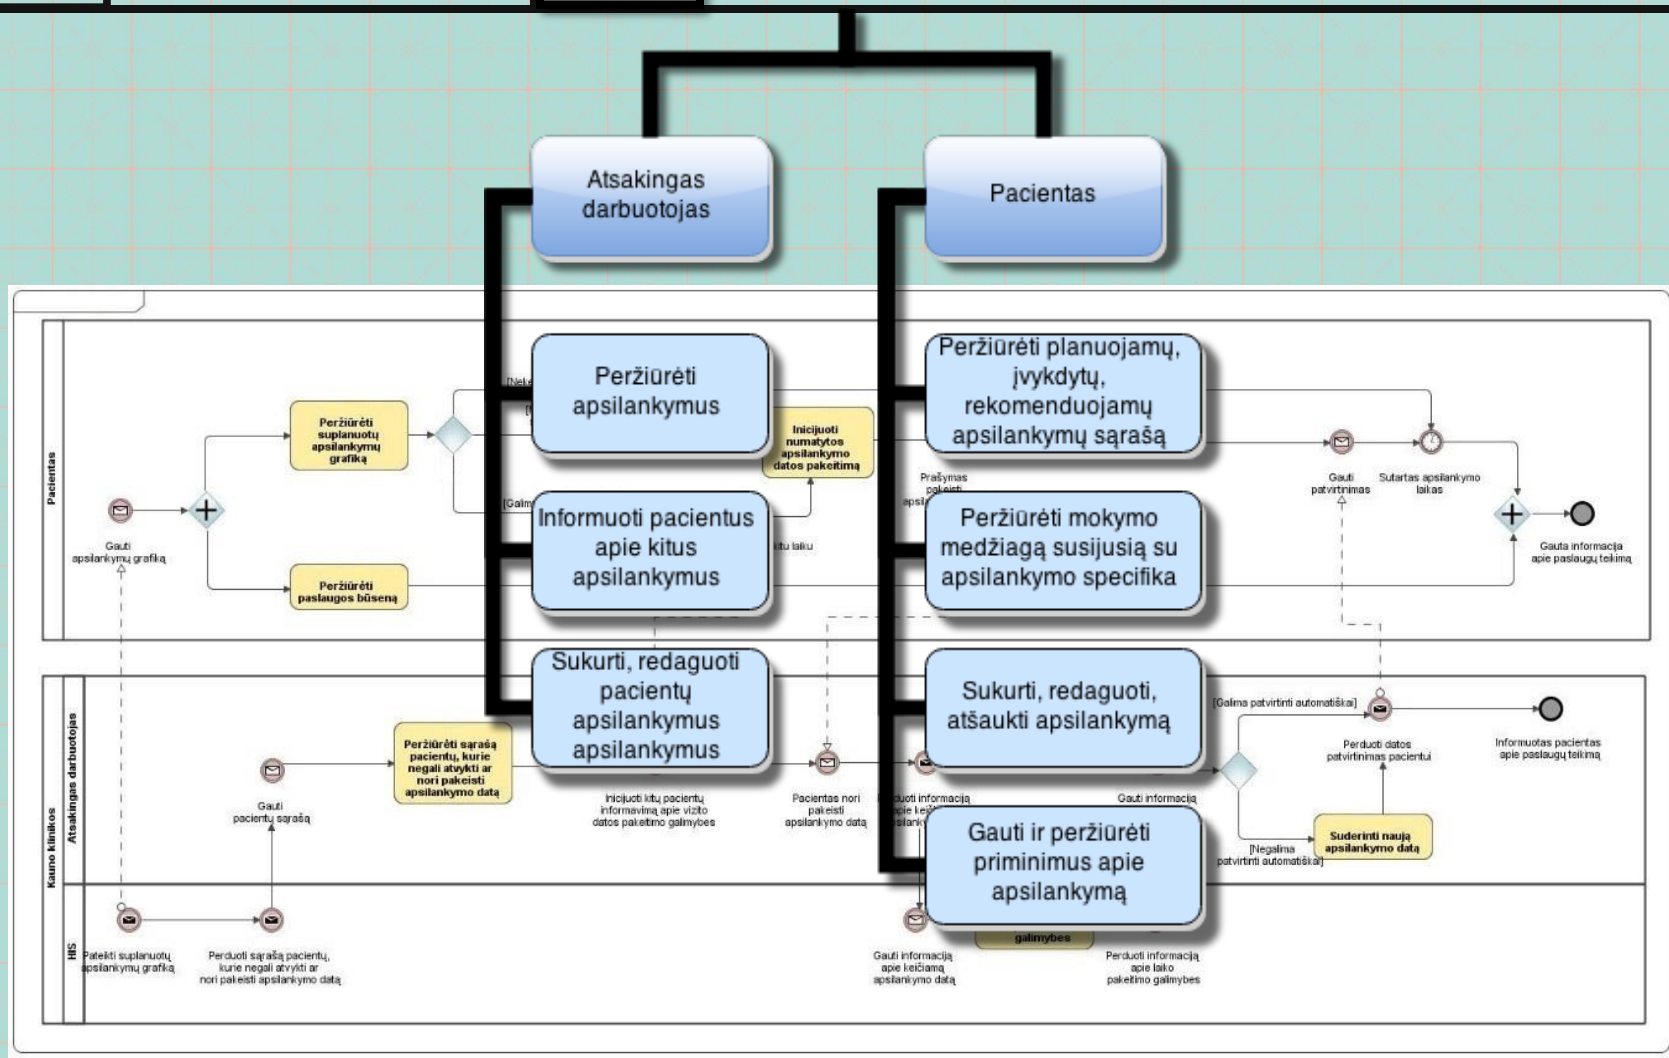 Atsakingas
darbuotojas
Pacientas
Peržiūrėti
apsilankymus
Informuoti pacientus
apie kitus
apsilankymus
Sukurti, redaguoti
pacientų
apsilankymus
apsilankymus
Peržiūrėti planuojamų,
įvykdytų,
rekomenduojamų
apsilankymų sąrašą
Peržiūrėti mokymo
medžiagą susijusią su
apsilankymo specifika
Sukurti, redaguoti,
atšaukti apsilankymą
Gauti ir peržiūrėti
priminimus apie
apsilankymą
Pacientas
Gauti
apsilankymų grafiką
Peržiūrėti
suplanuotų
apsilankymų
grafiką
Peržiūrėti
paslaugos būseną
Inicijuoti
numatytos
apsilankymo
datos pakeitimą
kitu laiku
Prašymas
pakeisti
Gauti
patvirtinimas
Sutartas apsilankymo
laikas
Gauta informacija
apie paslaugų teikimą
Kauno klinikos
Atsakingas darbuotojas
Gauti
pacientų sąrašą
Peržiūrėti sąrašą
pacientų, kurie
negali atvykti ar
nori pakeisti
apsilankymo datą
Inicijuoti kitų pacientų
informavimą apie vizito
datos pakeitimo galimybes
Pacientas nori
pakeisti
apsilankymo datą
informaciją
apie
Gauti informaciją
[Galima patvirtinti automatiškai]
[Negalima
patvirtinti automatiškai]
Perduoti datos
patvirtinimas pacientui
Suderinti naują
apsilankymo datą
Informuotas pacientas
apie paslaugų teikimą
HIS
Pateikti suplanuotų
apsilankymų grafiką
Perduoti sąrašą pacientų,
kurie negali atvykti ar
nori pakeisti apsilankymo datą
Gauti informaciją
apie keičiamą
apsilankymo datą
galimybes
Perduoti informaciją
apie laiko
pakeitimo galimybes